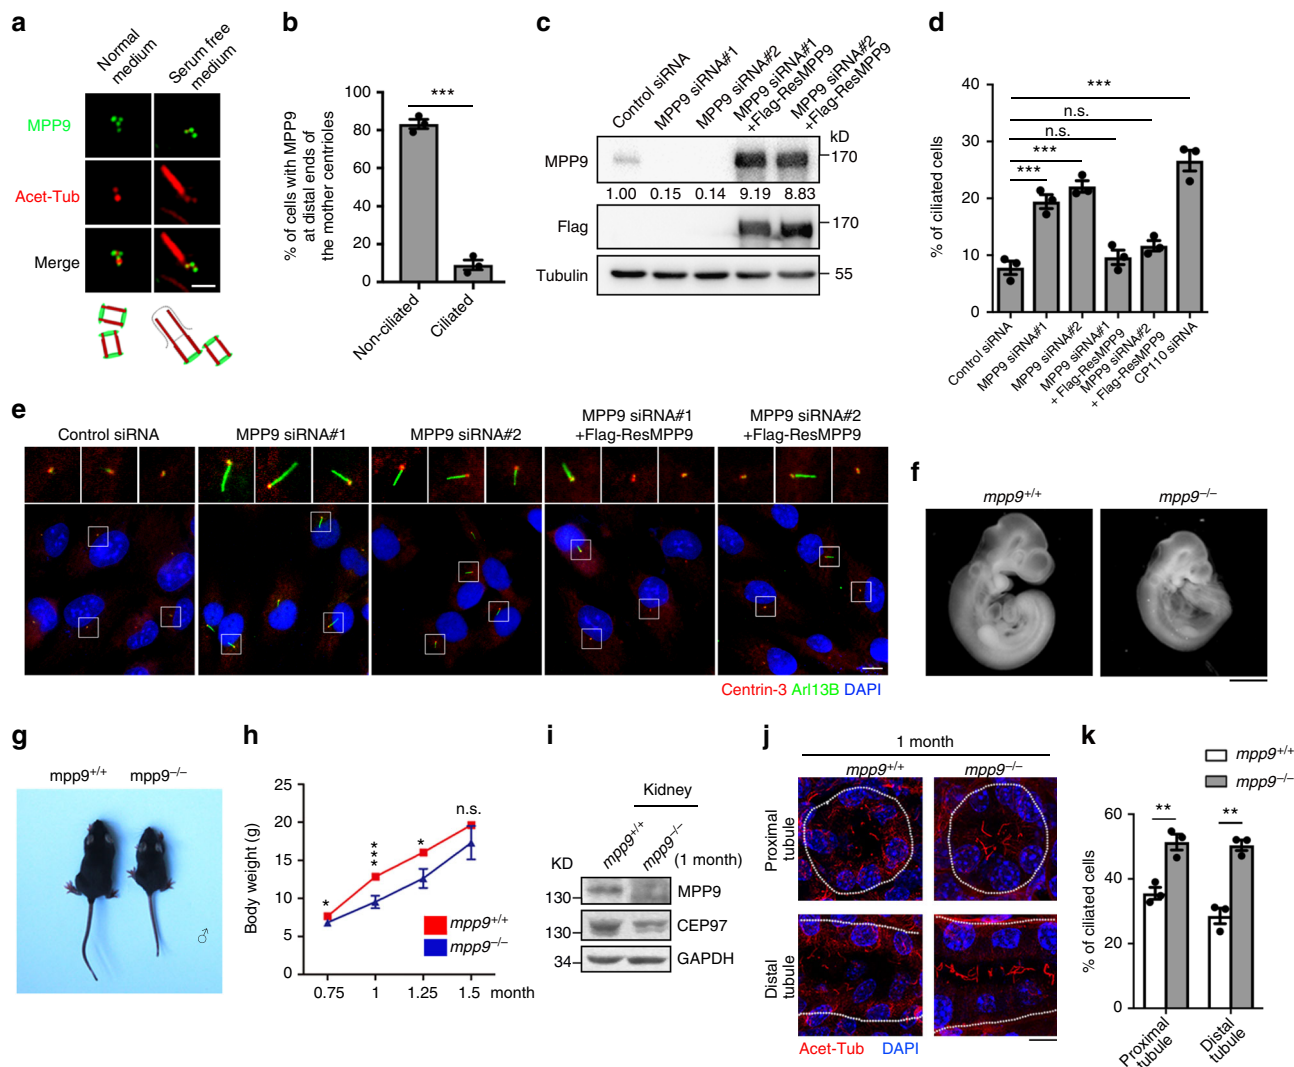 a
Normal
medium
Serum free
medium
MPP9
Acet-Tub
Merge
b
% of cells with MPP9
at distal ends of
the mother centrioles
100
80
60
40
20
0
***
Non-ciliated
Ciliated
c
Control siRNA
MPP9 siRNA#1
MPP9 siRNA#2
MPP9 siRNA#1
+Flag-ResMPP9
MPP9 siRNA#2
+Flag-ResMPP9
kD
MPP9
170
1.00 0.15 0.14 9.19 8.83
Flag
170
Tubulin
55
d
% of ciliated cells
40
30
20
10
0
***
n.s.
n.s.
***
***
Control siRNA
MPP9 siRNA#1
MPP9 siRNA#2
MPP9 siRNA#1
+ Flag-ResMPP9
MPP9 siRNA#2
+ Flag-ResMPP9
CP110 siRNA
e
Control siRNA
MPP9 siRNA#1
MPP9 siRNA#2
MPP9 siRNA#1
+Flag-ResMPP9
MPP9 siRNA#2
+Flag-ResMPP9
Centrin-3 Arl13B DAPI
f
mpp9+/+
mpp9–/–
g
mpp9+/+
mpp9–/–
♂
h
Body weight (g)
25
20
15
10
5
0
*
***
*
n.s.
mpp9+/+
mpp9–/–
0.75 1 1.25 1.5 month
i
Kidney
mpp9+/+
mpp9–/–
KD
(1 month)
130
MPP9
130
CEP97
34
GAPDH
j
1 month
mpp9+/+
mpp9–/–
Proximal
tubule
Distal
tubule
Acet-Tub DAPI
k
mpp9+/+
mpp9–/–
% of ciliated cells
60
40
20
0
**
**
Proximal
tubule
Distal
tubule